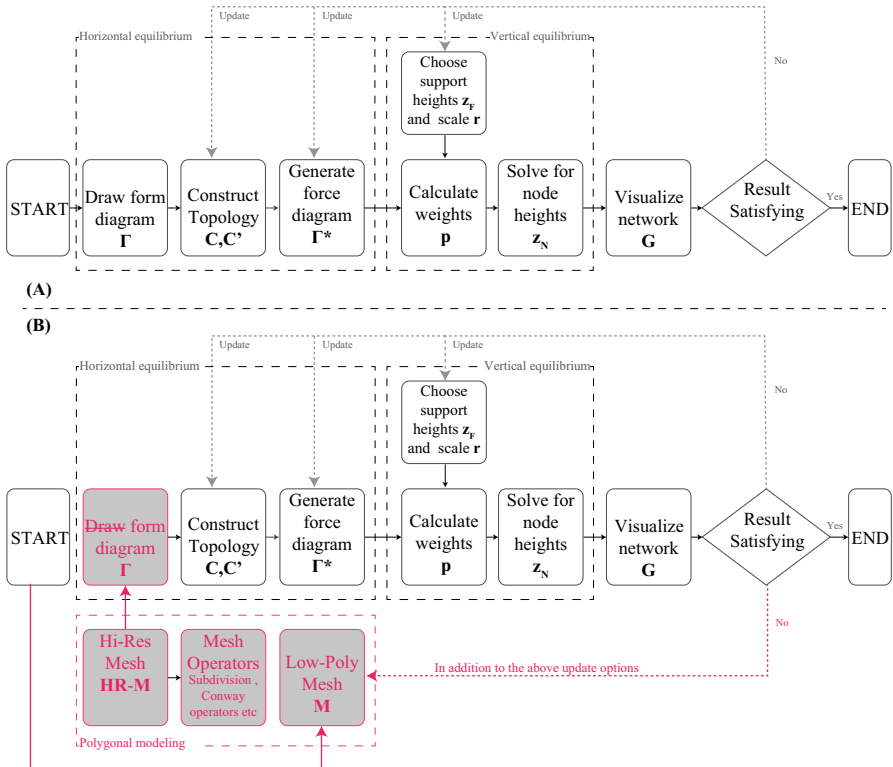 Update
Update
Update
Horizontal equilibrium
Vertical equilibrium
Choose
support
heights z_F
and scale r
No
START
Draw form
diagram
Γ
Construct
Topology
C,C’
Generate
force
diagram
Γ*
Calculate
weights
p
Solve for
node
heights
z_N
Visualize
network
G
Result
Satisfying
Yes
END
(A)
(B)
Update
Update
Update
Horizontal equilibrium
Vertical equilibrium
Choose
support
heights z_F
and scale r
No
START
Draw form
diagram
Γ
Construct
Topology
C,C’
Generate
force
diagram
Γ*
Calculate
weights
p
Solve for
node
heights
z_N
Visualize
network
G
Result
Satisfying
Yes
END
No
Hi-Res
Mesh
HR-M
Mesh
Operators
Subdivision ,
Conway
operators etc
Low-Poly
Mesh
M
In addition to the above update options
Polygonal modeling